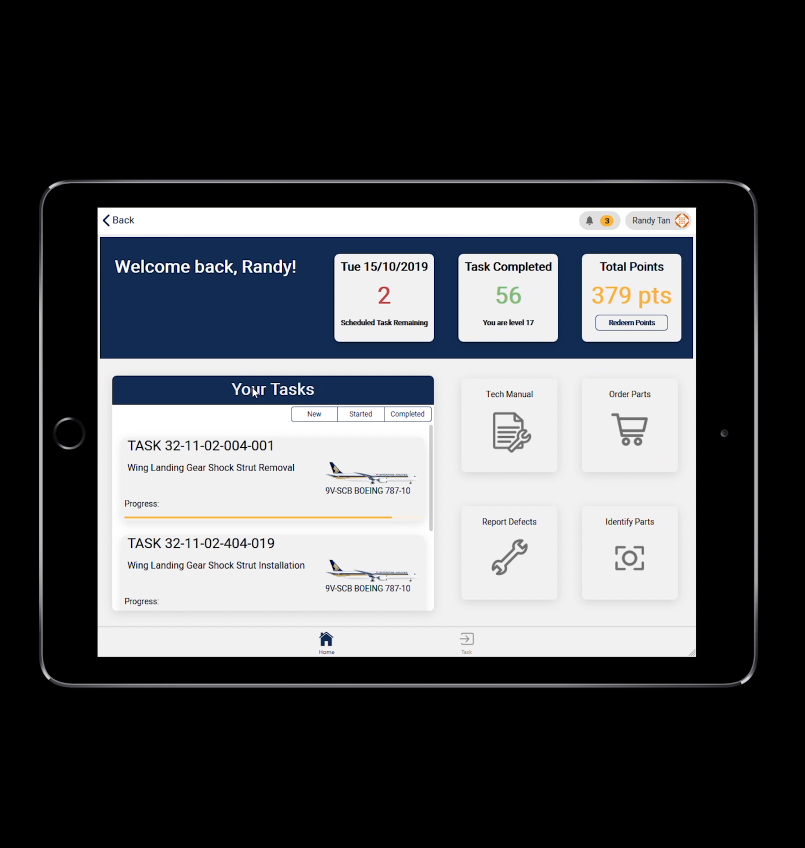 Back
3
Randy Tan
Welcome back, Randy!
Tue 15/10/2019
2
Scheduled Task Remaining
Task Completed
56
You are level 17
Total Points
379 pts
Redeem Points
Your Tasks
New
Started
Completed
TASK 32-11-02-004-001
Wing Landing Gear Shock Strut Removal
9V-SCB BOEING 787-10
Progress:
TASK 32-11-02-404-019
Wing Landing Gear Shock Strut Installation
9V-SCB BOEING 787-10
Progress:
Tech Manual
Order Parts
Report Defects
Identify Parts
Home
Task